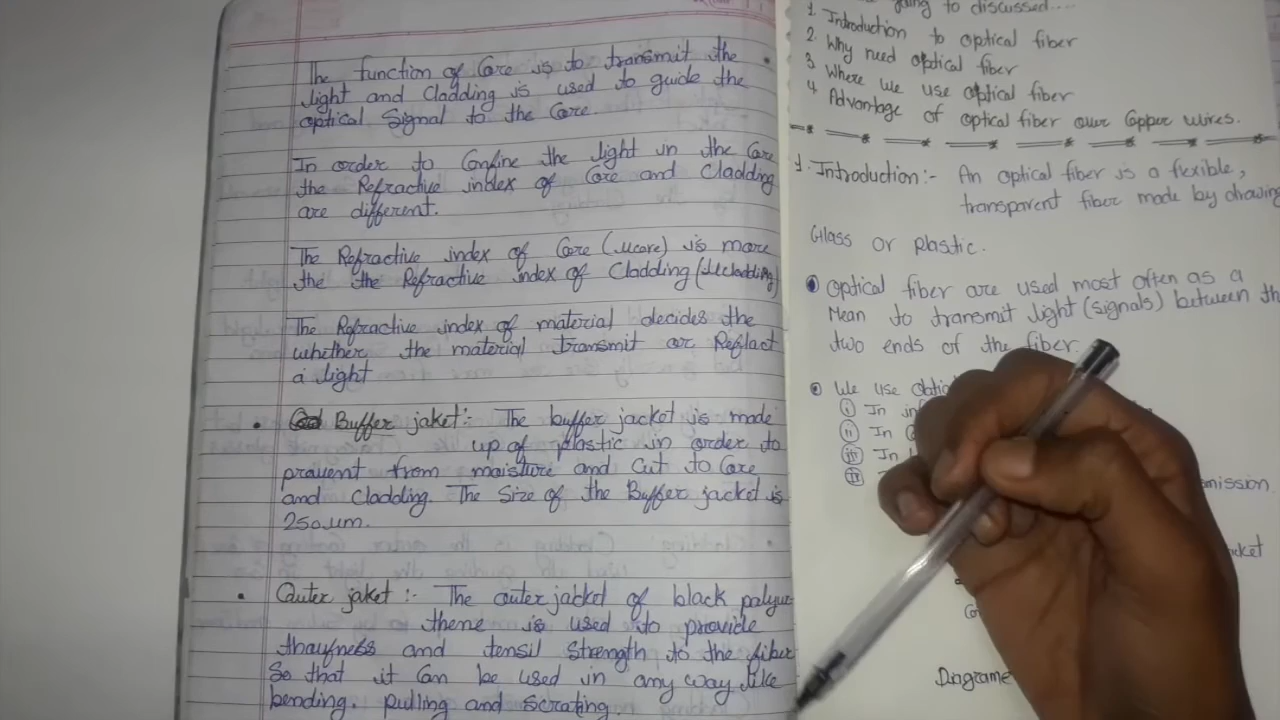 The function of Core is to transmit the
light and Cladding is used to guide the
optical Signal to the Core.
In order to Confine the light in the Core
the Refractive index of Core and Cladding
are different.
The Refractive index of Core (μcore) is more
the the Refractive index of Cladding (μcladding)
The Refractive index of material decides the
whether the material transmit or Reflact
a light
Buffer jaket:- The buffer jacket is made
up of plastic in order to
prevent from moisture and Cut to Core
and Cladding. The Size of the Buffer jacket is
250 μm.
Outer jaket :- The outer jacket of black polyur-
thene is used to provide
and tensil strength to the fiber
So that it Can be used in any way like
bending. pulling and Scrating.
going to discussed....
1. Introduction to optical fiber
2. Why need optical fiber
3 Where we use optical fiber
4. Advantage of optical fiber our Copper wires.
1. Introduction:- An optical fiber is a flexible,
transparent fiber made by drawing
Glass or plastic.
optical fiber are used most often as a
Mean to transmit light (signals) between th
two ends of the fiber.
We use
(i) In
(ii) In
(iii) In
(iv)
mission.
Diagrame